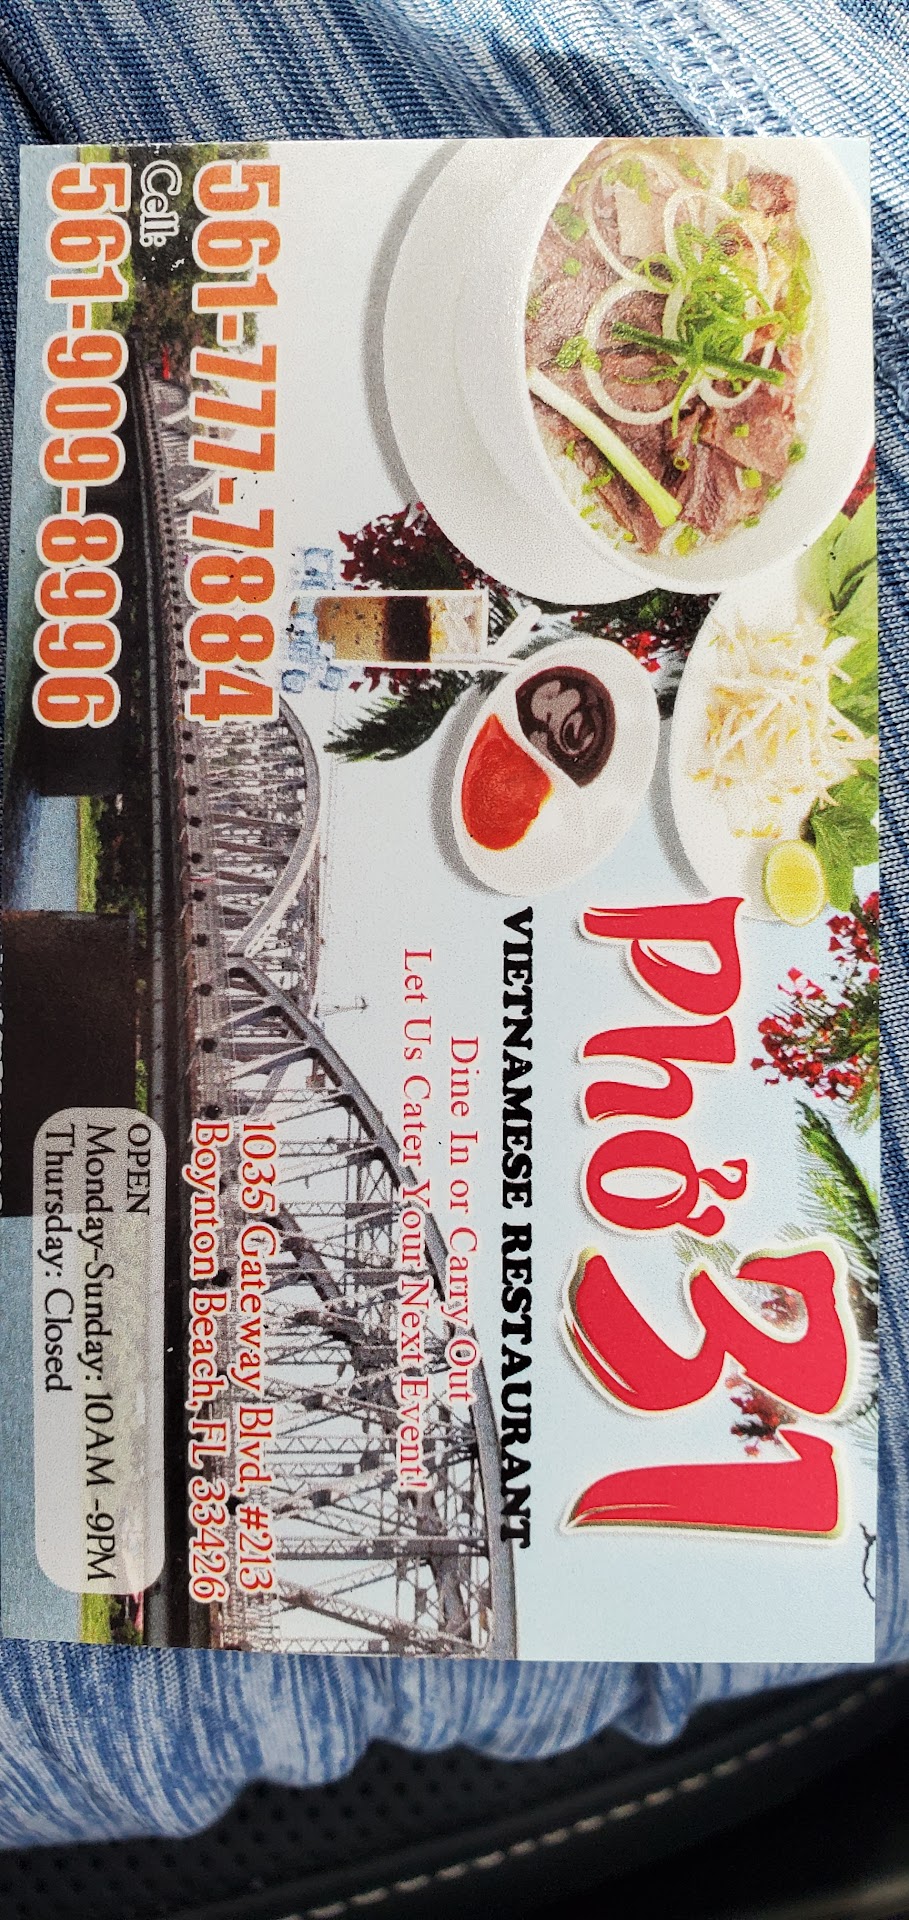 Phở 31
VIETNAMESE RESTAURANT
Dine In or Carry Out
Let Us Cater Your Next Event!
561-777-7884
Cell:
561-909-8996
1035 Gateway Blvd, #213
Boynton Beach, FL 33426
OPEN
Monday-Sunday: 10AM -9PM
Thursday: Closed